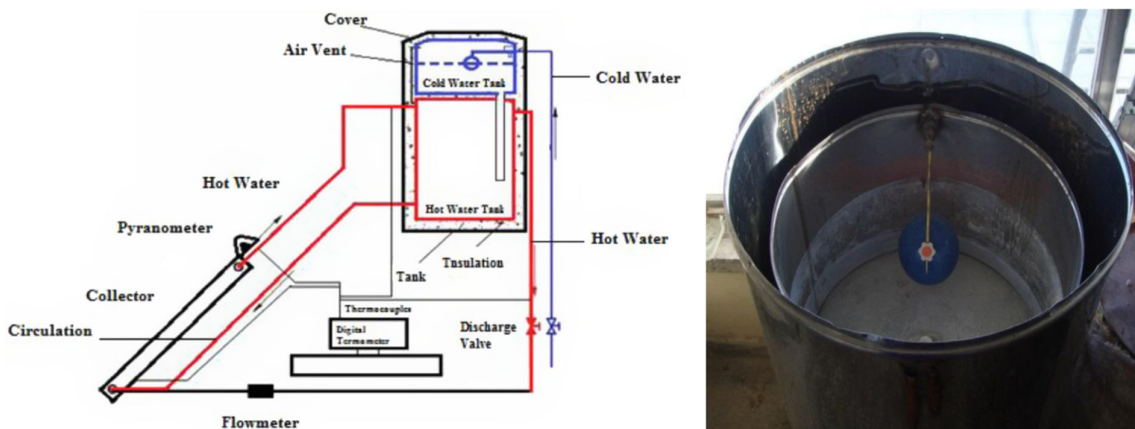 Cover
Air Vent
Cold Water Tank
Cold Water
Hot Water
Hot Water Tank
Pyranometer
Hot Water
Tank
Tnsulation
Collector
Thermocouples
Circulation
Digital
Termometer
Discharge
Valve
Flowmeter